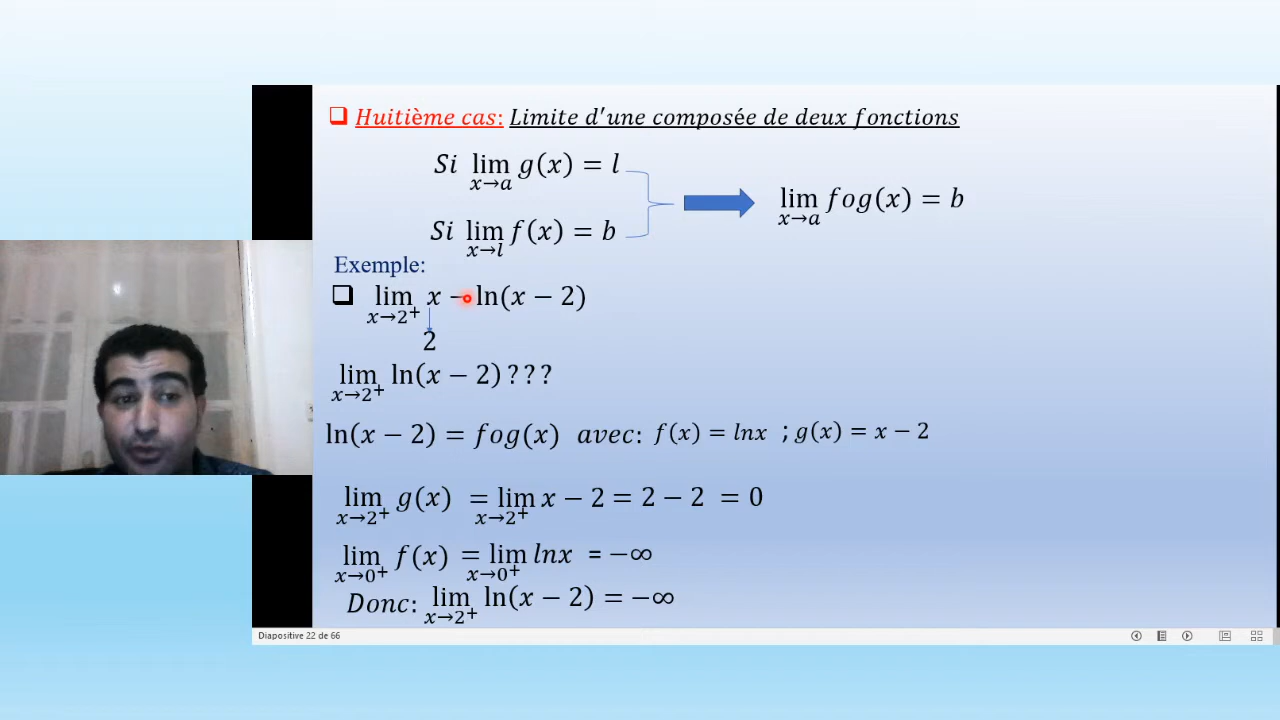 ❑ Huitième cas: Limite d'une composée de deux fonctions
Si lim x→a g(x) = l
Si lim x→l f(x) = b
lim x→a fog(x) = b
Exemple:
❑ lim x→2⁺ x − ln(x − 2)
2
lim x→2⁺ ln(x − 2) ???
ln(x − 2) = fog(x) avec: f(x) = lnx ; g(x) = x − 2
lim x→2⁺ g(x) = lim x→2⁺ x − 2 = 2 − 2 = 0
lim x→0⁺ f(x) = lim x→0⁺ lnx = −∞
Donc: lim x→2⁺ ln(x − 2) = −∞
Diapositive 22 de 66